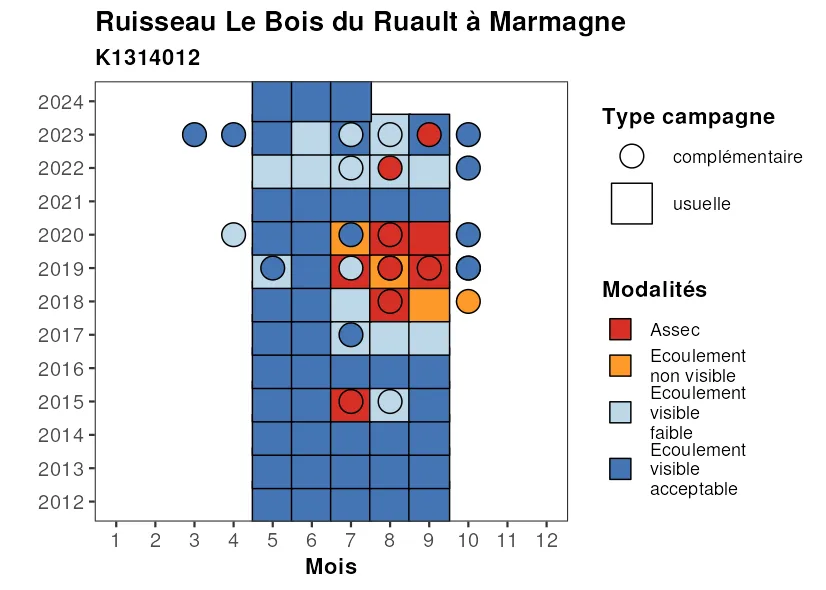 Ruisseau Le Bois du Ruault à Marmagne
K1314012
2024
2023
2022
2021
2020
2019
2018
2017
2016
2015
2014
2013
2012
1 2 3 4 5 6 7 8 9 10 11 12
Mois
Type campagne
complémentaire
usuelle
Modalités
Assec
Ecoulement
non visible
Ecoulement
visible
faible
Ecoulement
visible
acceptable